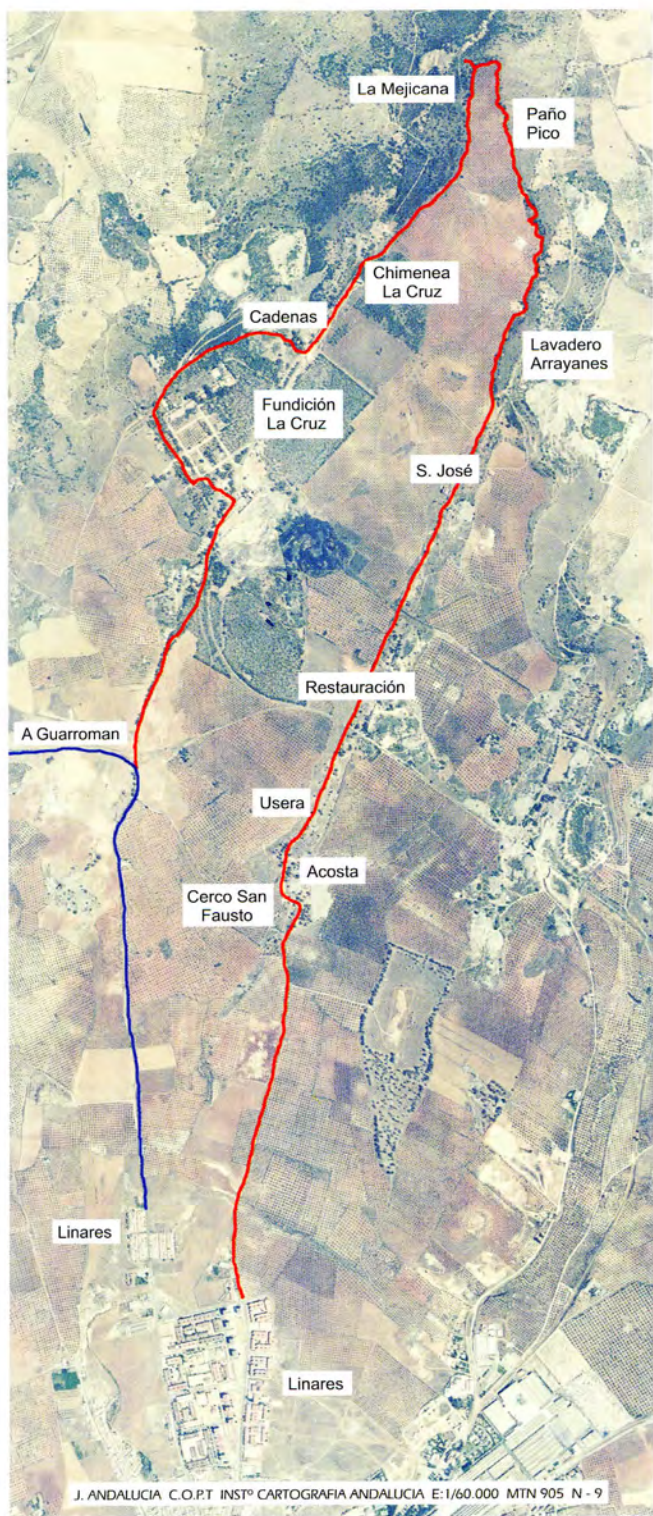 La Mejicana
Paño
Pico
Chimenea
La Cruz
Cadenas
Lavadero
Arrayanes
Fundición
La Cruz
S. José
Restauración
A Guarroman
Usera
Acosta
Cerco San
Fausto
Linares
Linares
J. ANDALUCIA C.O.P.T INSTº CARTOGRAFIA ANDALUCIA E:1/60.000 MTN 905 N - 9